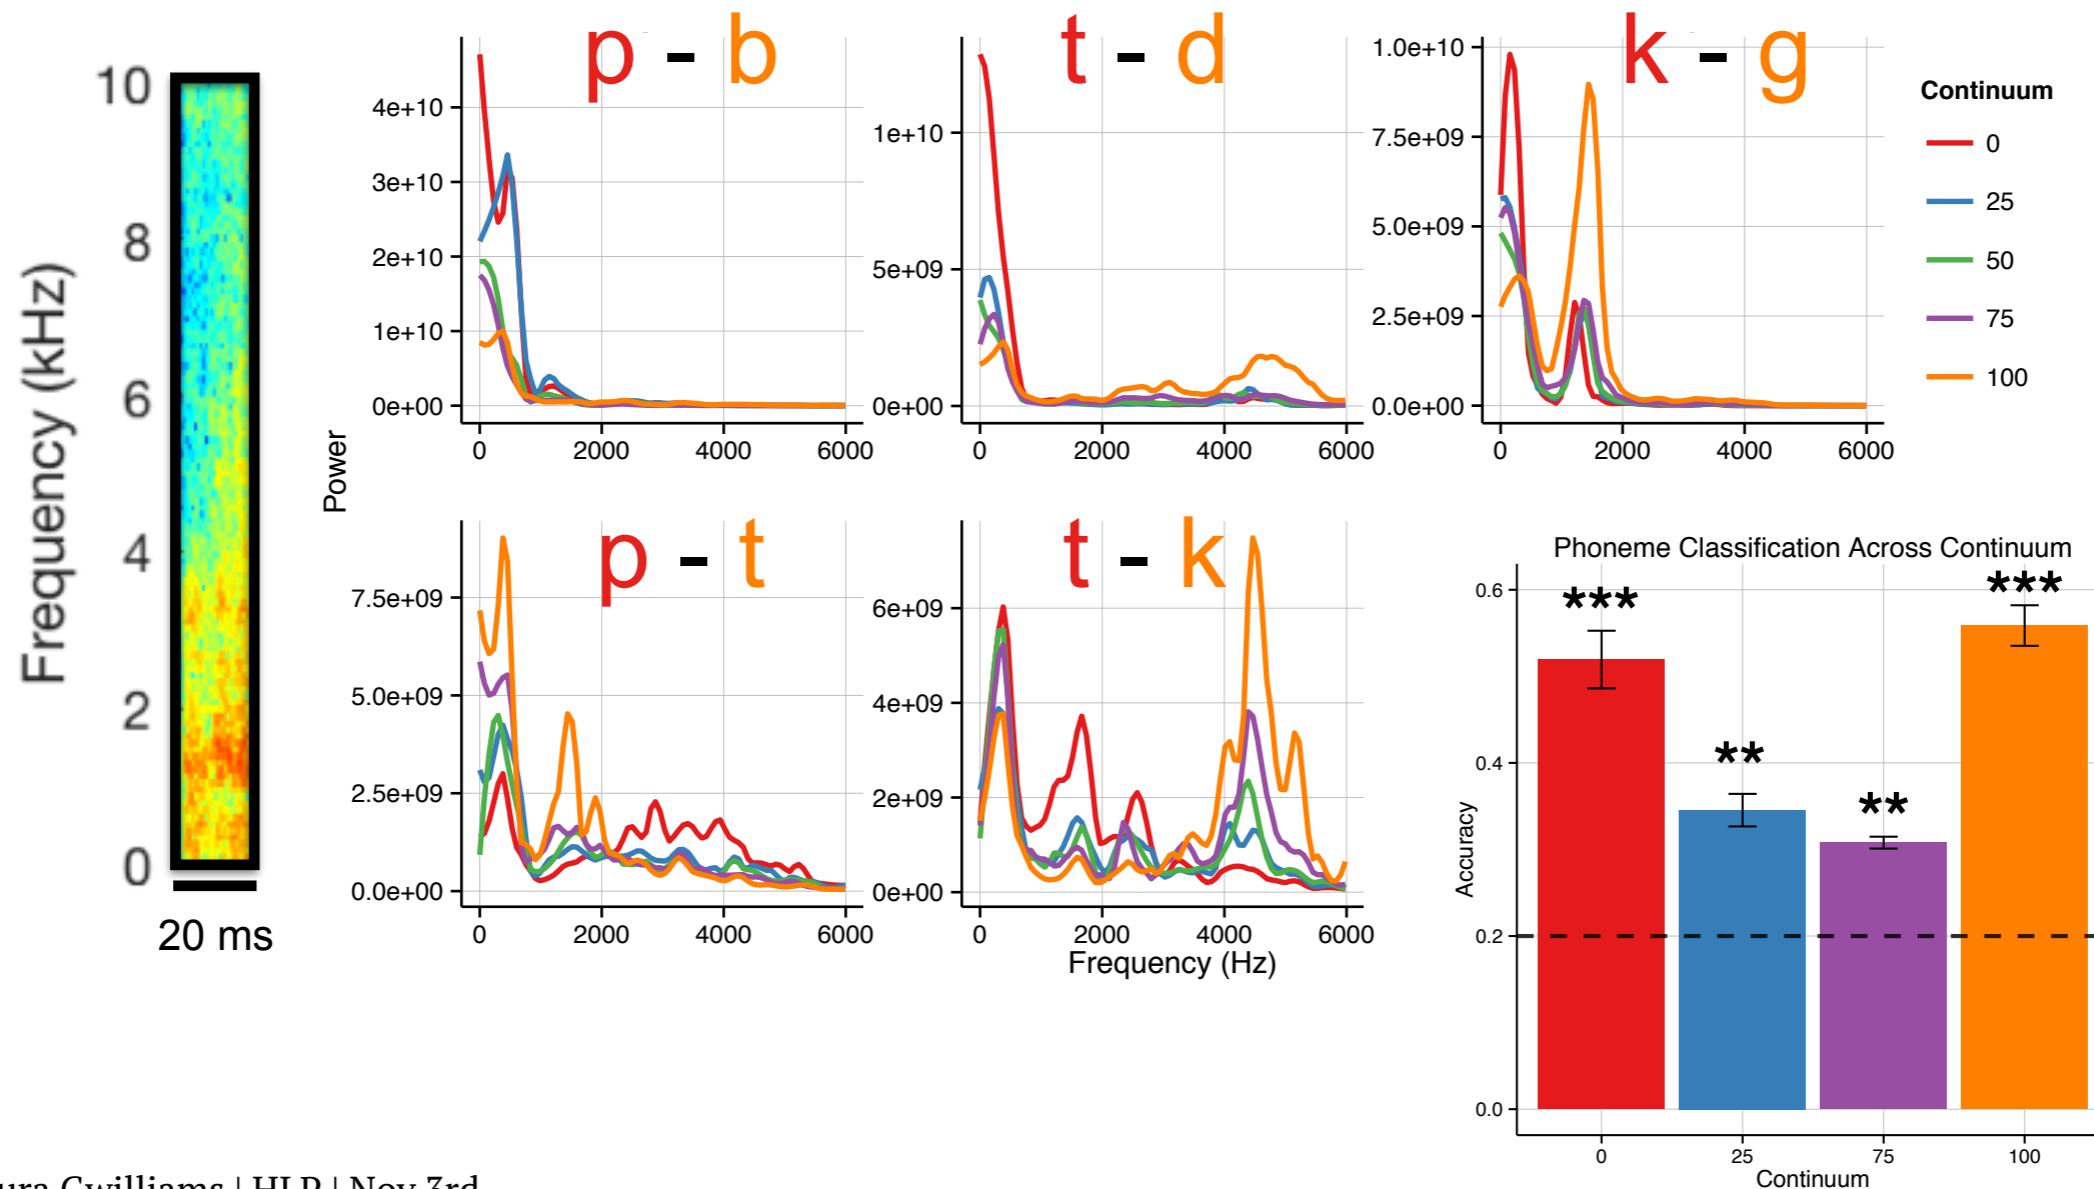 Frequency (kHz)
10
8
6
4
2
0
20 ms
Power
p - b
4e+10
3e+10
2e+10
1e+10
0e+00
0 2000 4000 6000
t - d
1e+10
5e+09
0e+00
0 2000 4000 6000
k - g
1.0e+10
7.5e+09
5.0e+09
2.5e+09
0.0e+00
0 2000 4000 6000
Continuum
0
25
50
75
100
p - t
7.5e+09
5.0e+09
2.5e+09
0.0e+00
0 2000 4000 6000
t - k
6e+09
4e+09
2e+09
0e+00
0 2000 4000 6000
Frequency (Hz)
Phoneme Classification Across Continuum
Accuracy
0.6
0.4
0.2
0.0
*** ** ** ***
0 25 75 100
Continuum
ura Gwilliams | HLP | Nov 3rd